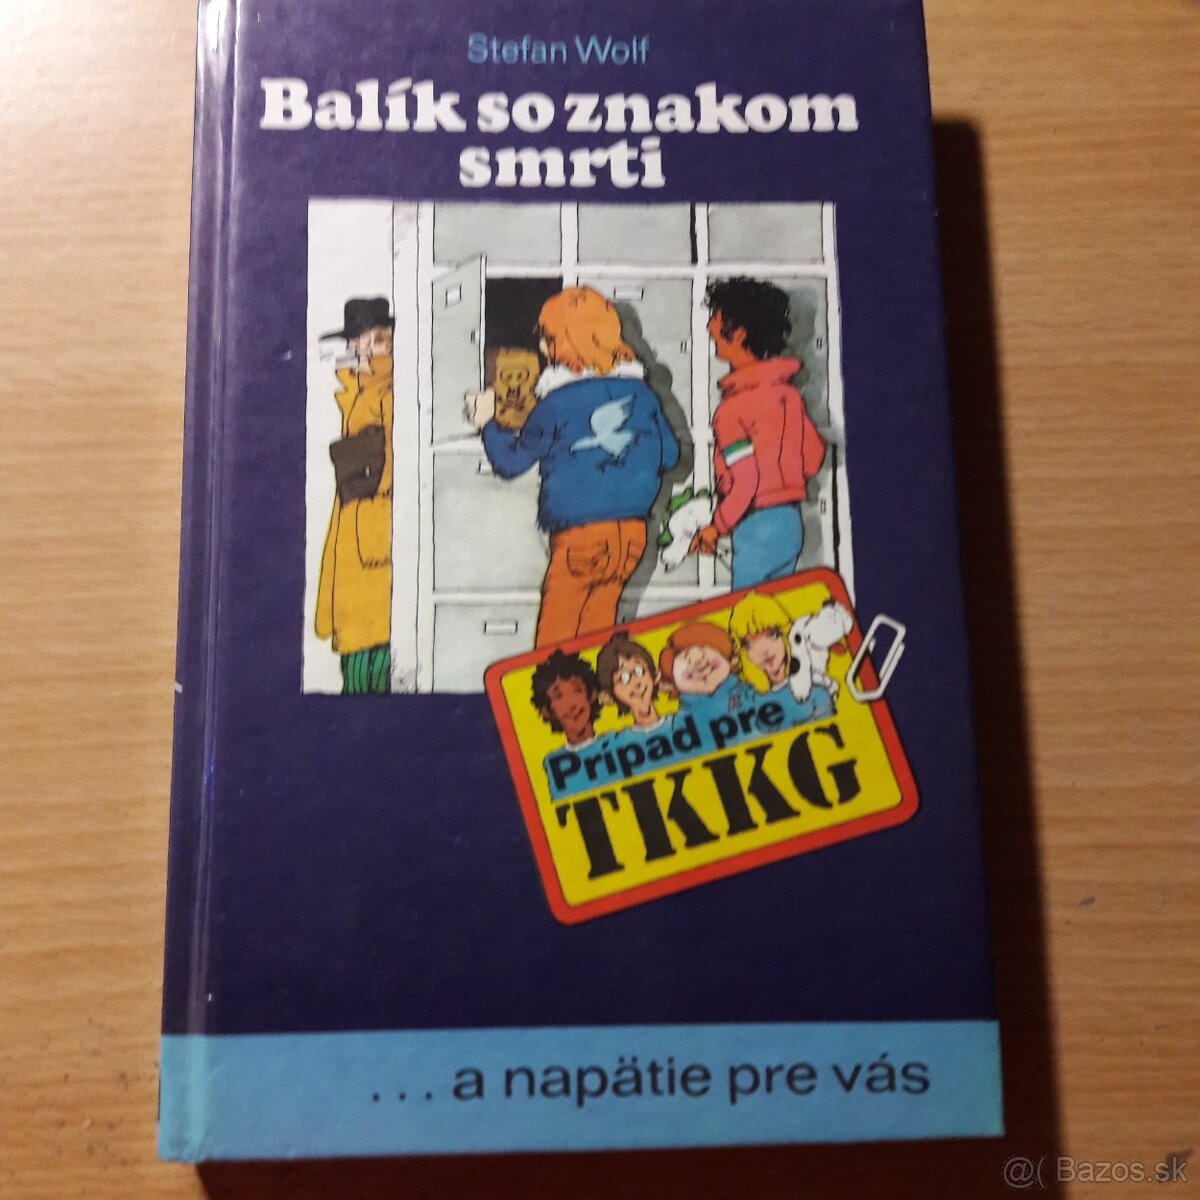 Stefan Wolf
Balík so znakom
smrti
Prípad pre
TKKG
... a napätie pre vás
@( Bazos.sk